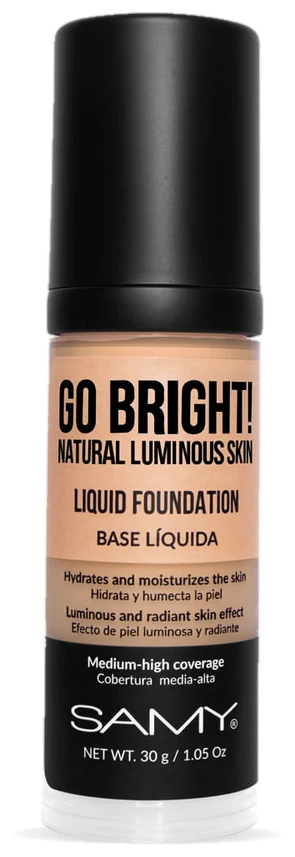 GO BRIGHT!
NATURAL LUMINOUS SKIN
LIQUID FOUNDATION
BASE LÍQUIDA
Hydrates and moisturizes the skin
Hidrata y humecta la piel
Luminous and radiant skin effect
Efecto de piel luminosa y radiante
Medium-high coverage
Cobertura media-alta
SAMY®
NET WT. 30 g / 1.05 Oz